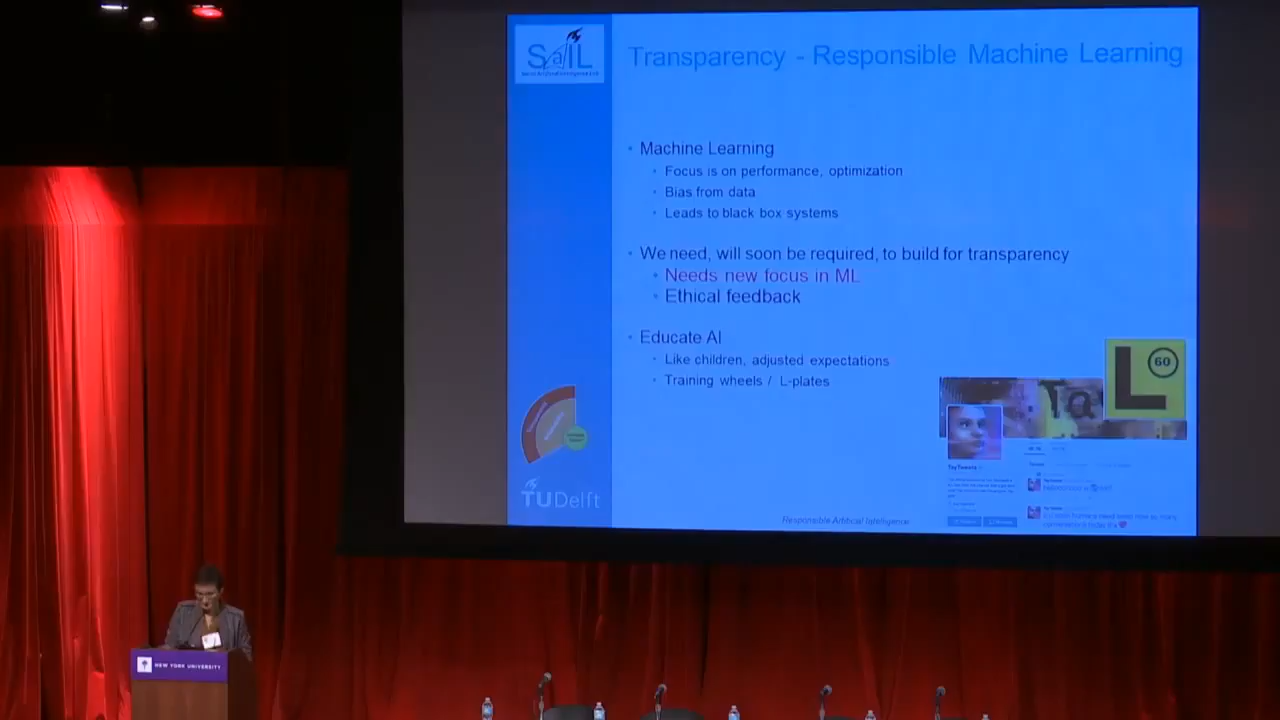 SaIL
Transparency - Responsible Machine Learning
Machine Learning
Focus is on performance, optimization
Bias from data
Leads to black box systems
We need, will soon be required, to build for transparency
Needs new focus in ML
Ethical feedback
Educate AI
Like children, adjusted expectations
Training wheels / L-plates
L 60
TayTweets
TUDelft
Responsible Artificial Intelligence
NEW YORK UNIVERSITY